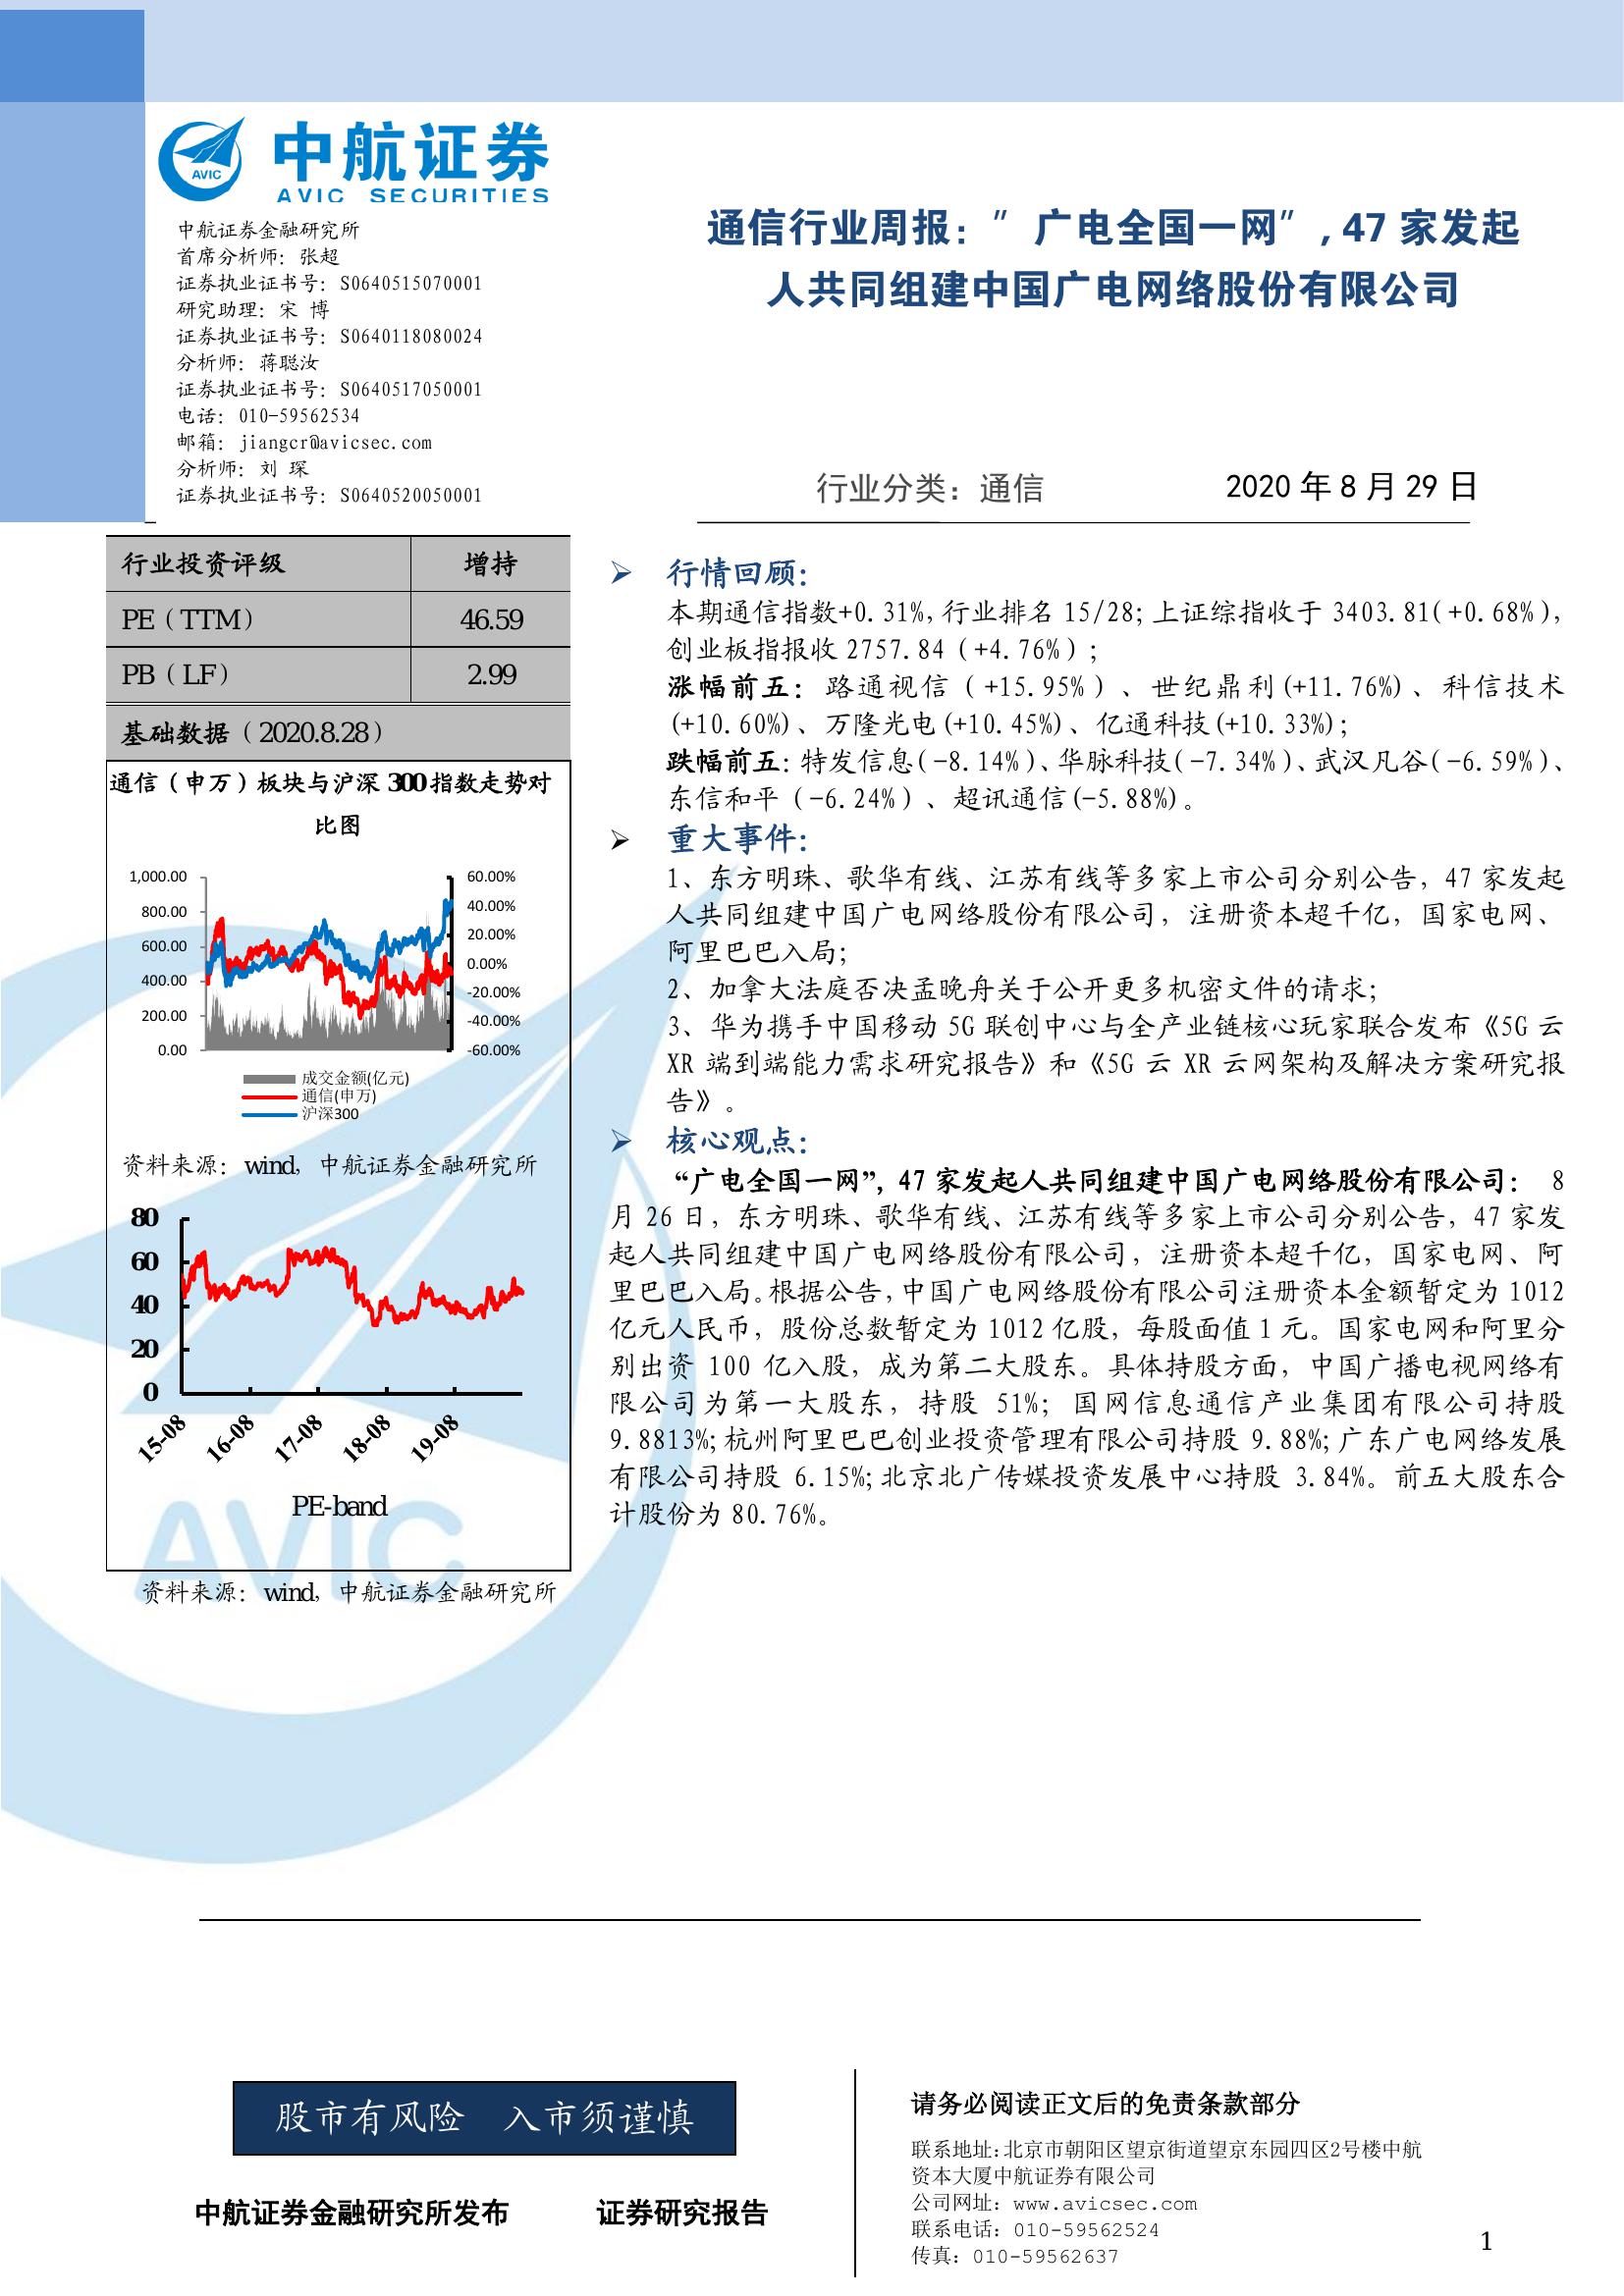 中航证券
AVIC SECURITIES
AVIC
中航证券金融研究所
首席分析师：张超
证券执业证书号：S0640515070001
研究助理：宋 博
证券执业证书号：S0640118080024
分析师：蒋聪汝
证券执业证书号：S0640517050001
电话：010-59562534
邮箱：jiangcr@avicsec.com
分析师：刘 琛
证券执业证书号：S0640520050001
通信行业周报：”广电全国一网”, 47 家发起
人共同组建中国广电网络股份有限公司
行业分类：通信 2020 年 8 月 29 日
行业投资评级 增持
PE（TTM） 46.59
PB（LF） 2.99
基础数据（2020.8.28）
通信（申万）板块与沪深 300 指数走势对
比图
1,000.00 60.00%
800.00 40.00%
600.00 20.00%
400.00 0.00%
200.00 -20.00%
0.00 -40.00%
-60.00%
成交金额(亿元)
通信(申万)
沪深300
资料来源：wind，中航证券金融研究所
80
60
40
20
0
15-08 16-08 17-08 18-08 19-08
PE-band
AVIC
资料来源：wind，中航证券金融研究所
➢ 行情回顾：
本期通信指数+0.31%,行业排名 15/28;上证综指收于 3403.81(+0.68%),
创业板指报收 2757.84（+4.76%）;
涨幅前五：路通视信（+15.95%）、世纪鼎利(+11.76%)、科信技术
(+10.60%)、万隆光电(+10.45%)、亿通科技(+10.33%);
跌幅前五:特发信息(-8.14%)、华脉科技(-7.34%)、武汉凡谷(-6.59%)、
东信和平（-6.24%）、超讯通信(-5.88%)。
➢ 重大事件：
1、东方明珠、歌华有线、江苏有线等多家上市公司分别公告，47 家发起
人共同组建中国广电网络股份有限公司，注册资本超千亿，国家电网、
阿里巴巴入局;
2、加拿大法庭否决孟晚舟关于公开更多机密文件的请求;
3、华为携手中国移动 5G 联创中心与全产业链核心玩家联合发布《5G 云
XR 端到端能力需求研究报告》和《5G 云 XR 云网架构及解决方案研究报
告》。
➢ 核心观点：
“广电全国一网”, 47 家发起人共同组建中国广电网络股份有限公司： 8
月 26 日，东方明珠、歌华有线、江苏有线等多家上市公司分别公告，47 家发
起人共同组建中国广电网络股份有限公司，注册资本超千亿，国家电网、阿
里巴巴入局。根据公告,中国广电网络股份有限公司注册资本金额暂定为 1012
亿元人民币，股份总数暂定为 1012 亿股，每股面值 1 元。国家电网和阿里分
别出资 100 亿入股，成为第二大股东。具体持股方面，中国广播电视网络有
限公司为第一大股东，持股 51%;国网信息通信产业集团有限公司持股
9.8813%;杭州阿里巴巴创业投资管理有限公司持股 9.88%;广东广电网络发展
有限公司持股 6.15%;北京北广传媒投资发展中心持股 3.84%。前五大股东合
计股份为 80.76%。
股市有风险 入市须谨慎
中航证券金融研究所发布 证券研究报告
请务必阅读正文后的免责条款部分
联系地址:北京市朝阳区望京街道望京东园四区2号楼中航
资本大厦中航证券有限公司
公司网址：www.avicsec.com
联系电话：010-59562524
传真：010-59562637
1